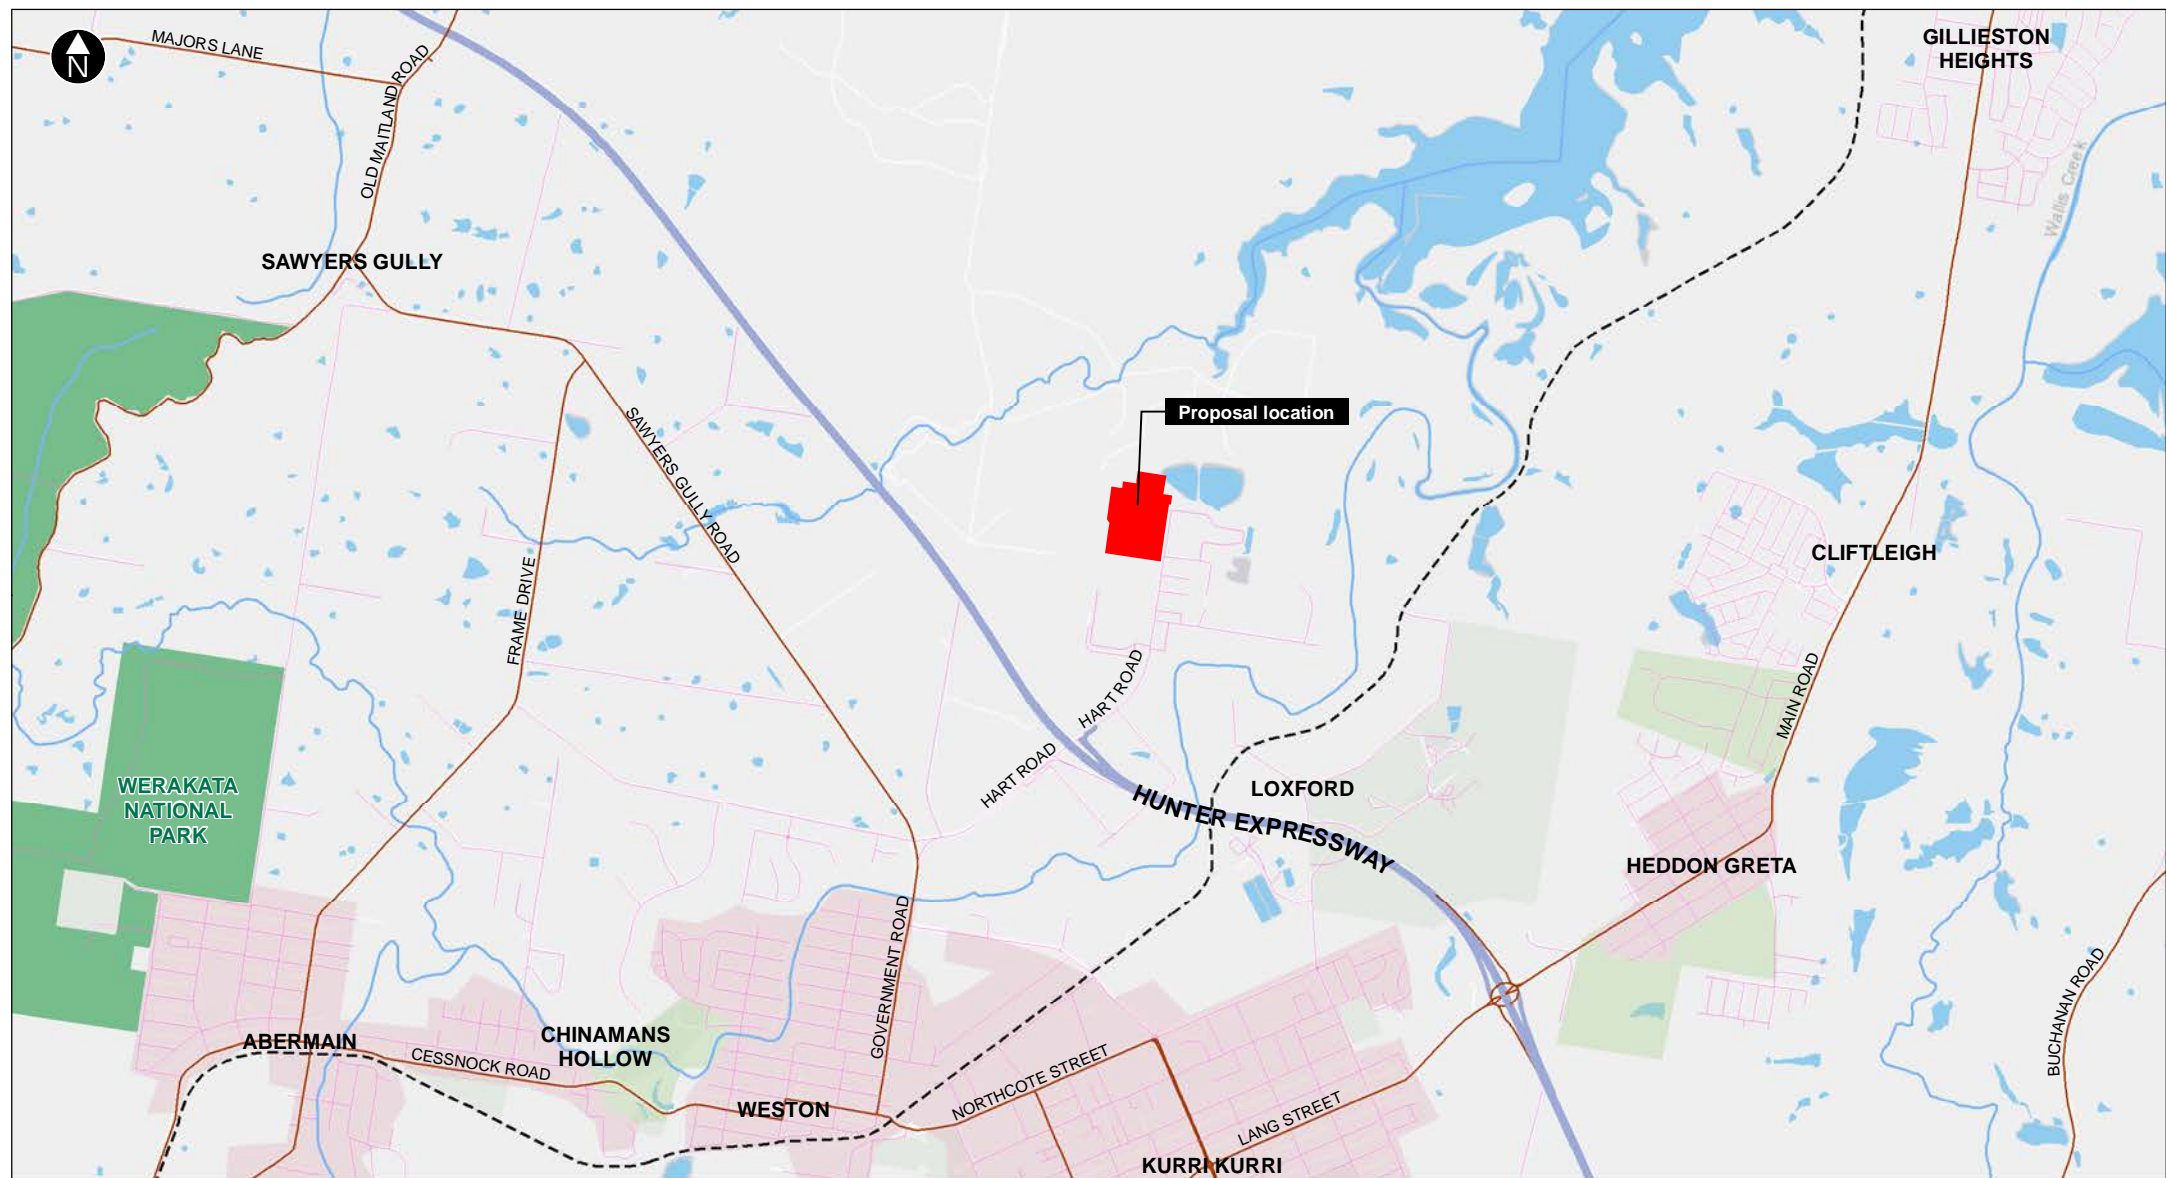 N
MAJORS LANE
OLD MAITLAND ROAD
GILLIESTON
HEIGHTS
Wallis Creek
SAWYERS GULLY
Proposal location
SAWYERS GULLY ROAD
FRAME DRIVE
CLIFTLEIGH
HART ROAD
MAIN ROAD
HART ROAD
WERAKATA
NATIONAL
PARK
LOXFORD
HUNTER EXPRESSWAY
HEDDON GRETA
GOVERNMENT ROAD
BUCHANAN ROAD
ABERMAIN
CHINAMANS
HOLLOW
CESSNOCK ROAD
NORTHCOTE STREET
WESTON
LANG STREET
KURRI KURRI